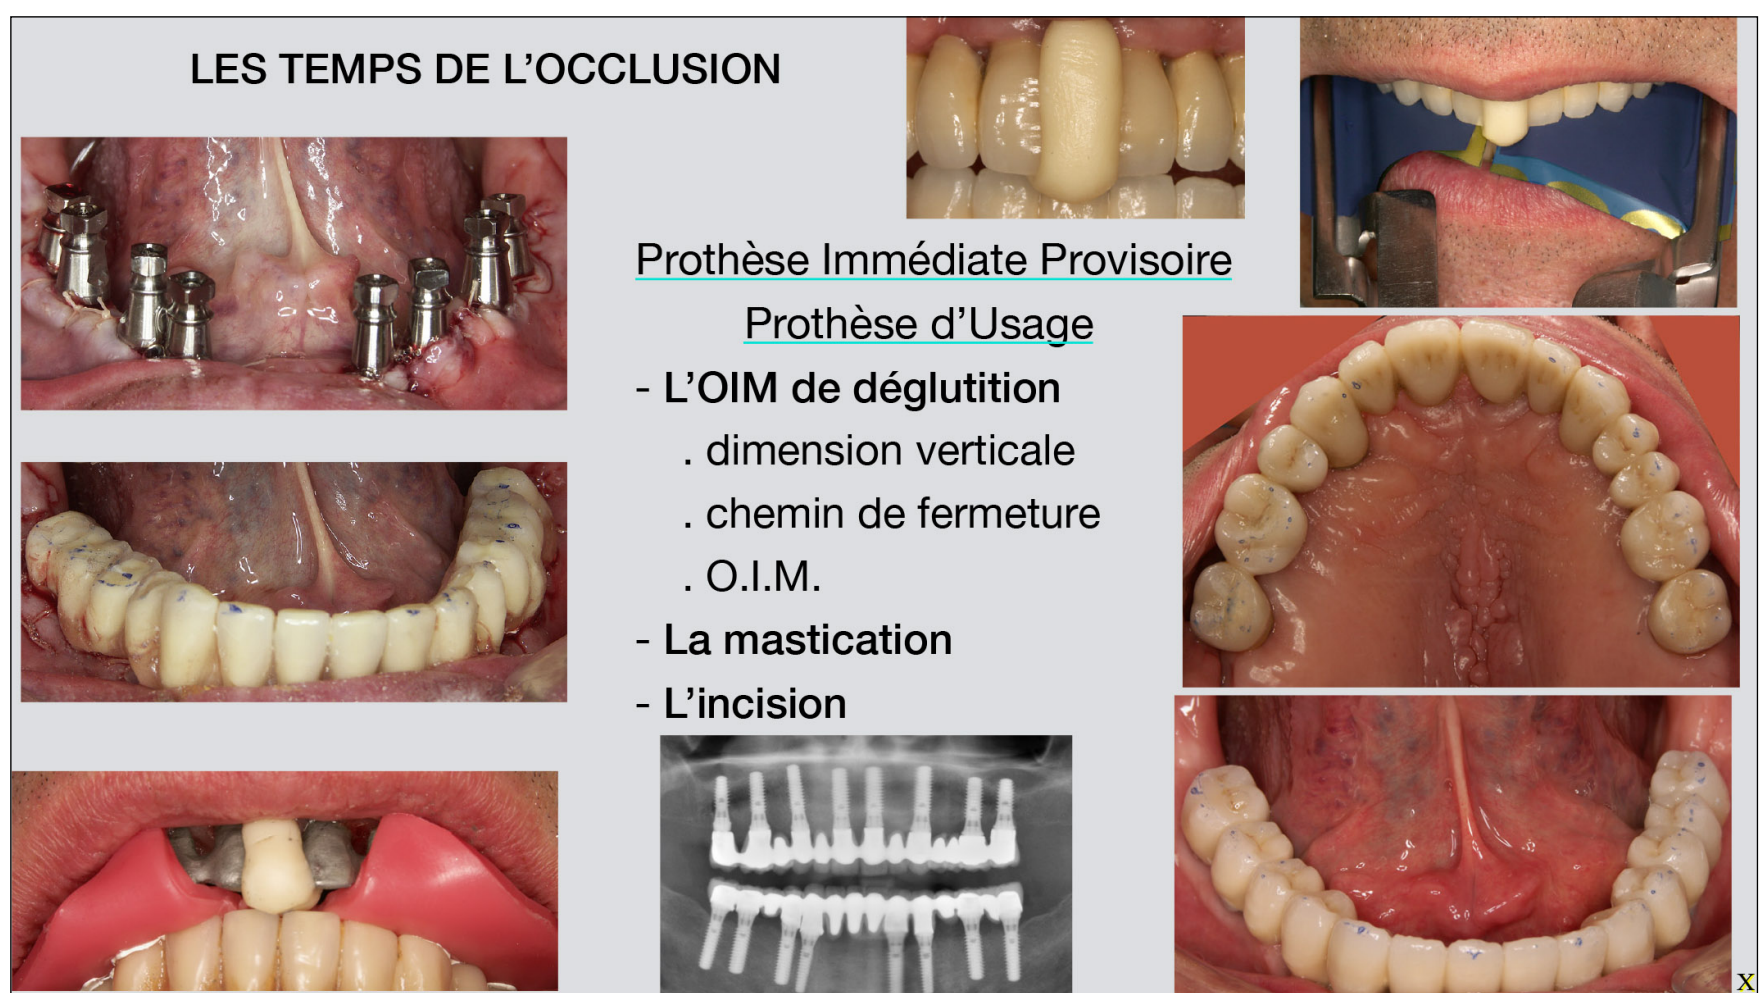 LES TEMPS DE L’OCCLUSION
Prothèse Immédiate Provisoire
Prothèse d’Usage
- L’OIM de déglutition
. dimension verticale
. chemin de fermeture
. O.I.M.
- La mastication
- L’incision
X